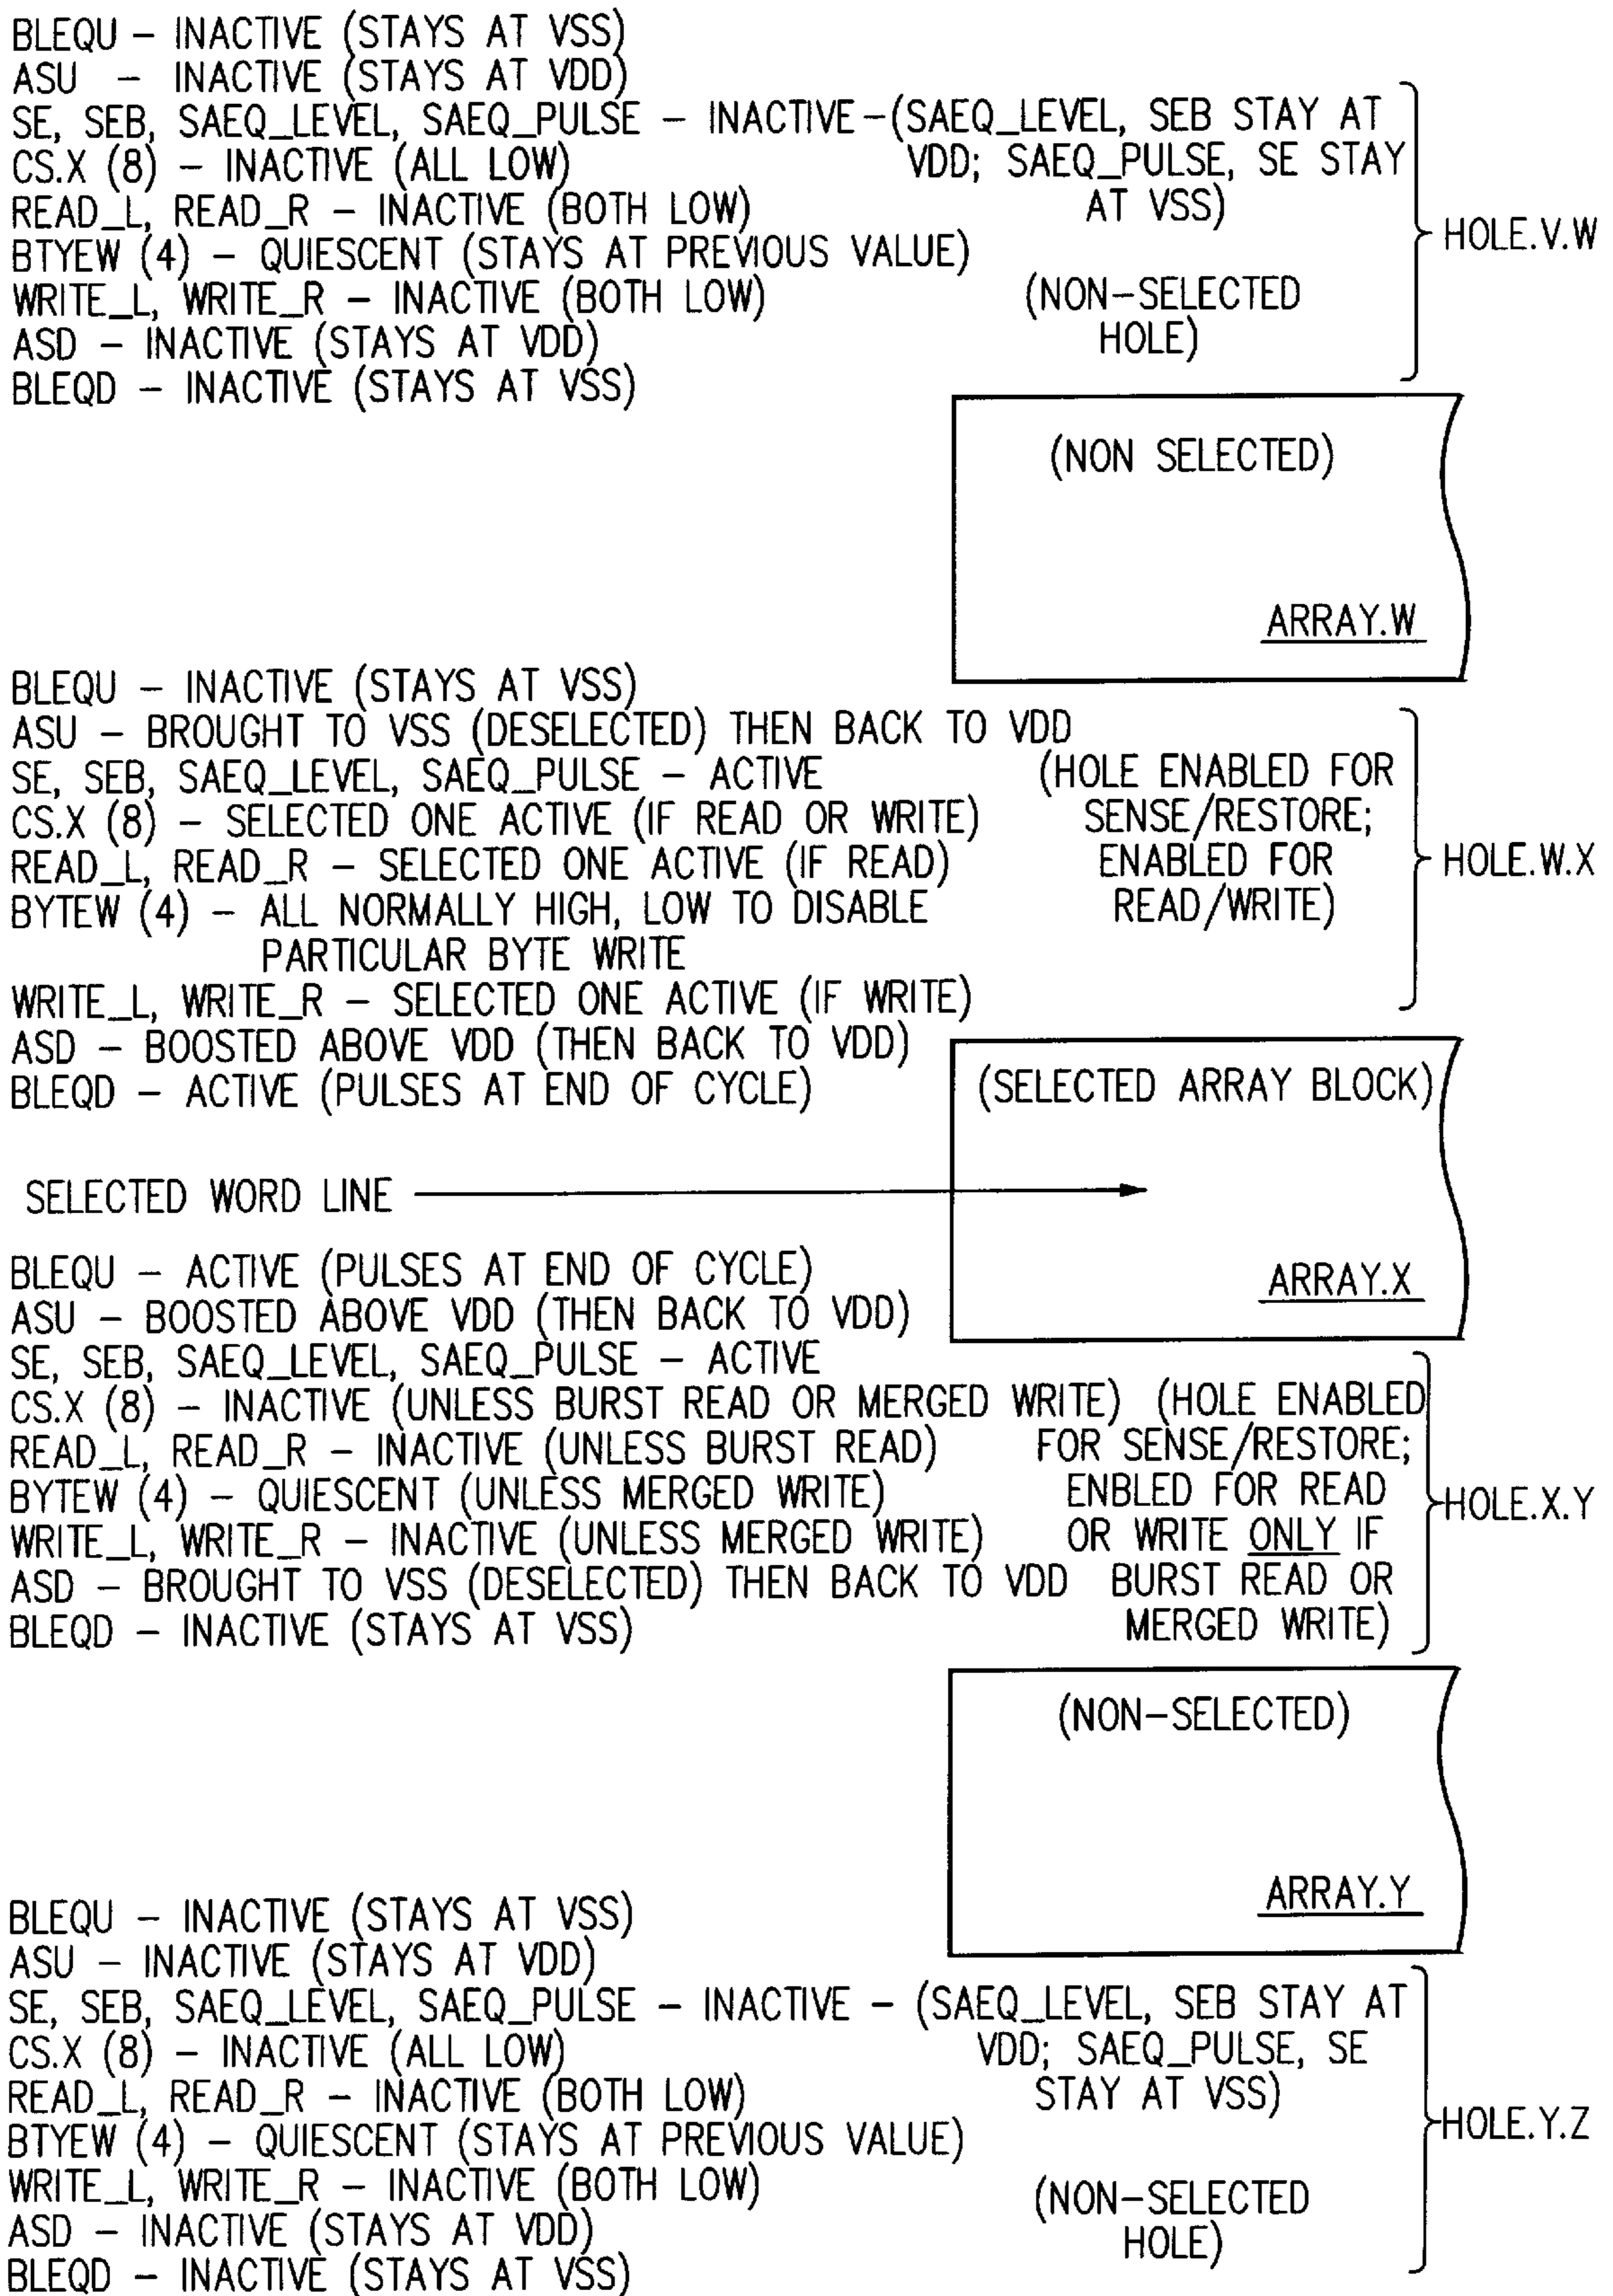 BLEQU – INACTIVE (STAYS AT VSS)
ASU – INACTIVE (STAYS AT VDD)
SE, SEB, SAEQ_LEVEL, SAEQ_PULSE – INACTIVE – (SAEQ_LEVEL, SEB STAY AT
VDD; SAEQ_PULSE, SE STAY
AT VSS)
CS.X (8) – INACTIVE (ALL LOW)
READ_L, READ_R – INACTIVE (BOTH LOW)
BTYEW (4) – QUIESCENT (STAYS AT PREVIOUS VALUE)
WRITE_L, WRITE_R – INACTIVE (BOTH LOW)
ASD – INACTIVE (STAYS AT VDD)
BLEQD – INACTIVE (STAYS AT VSS)
(NON-SELECTED
HOLE)
HOLE.V.W
(NON SELECTED)
ARRAY.W
BLEQU – INACTIVE (STAYS AT VSS)
ASU – BROUGHT TO VSS (DESELECTED) THEN BACK TO VDD
SE, SEB, SAEQ_LEVEL, SAEQ_PULSE – ACTIVE
CS.X (8) – SELECTED ONE ACTIVE (IF READ OR WRITE)
READ_L, READ_R – SELECTED ONE ACTIVE (IF READ)
BYTEW (4) – ALL NORMALLY HIGH, LOW TO DISABLE
PARTICULAR BYTE WRITE
WRITE_L, WRITE_R – SELECTED ONE ACTIVE (IF WRITE)
ASD – BOOSTED ABOVE VDD (THEN BACK TO VDD)
BLEQD – ACTIVE (PULSES AT END OF CYCLE)
(HOLE ENABLED FOR
SENSE/RESTORE;
ENABLED FOR
READ/WRITE)
HOLE.W.X
(SELECTED ARRAY BLOCK)
SELECTED WORD LINE
ARRAY.X
BLEQU – ACTIVE (PULSES AT END OF CYCLE)
ASU – BOOSTED ABOVE VDD (THEN BACK TO VDD)
SE, SEB, SAEQ_LEVEL, SAEQ_PULSE – ACTIVE
CS.X (8) – INACTIVE (UNLESS BURST READ OR MERGED WRITE)
READ_L, READ_R – INACTIVE (UNLESS BURST READ)
BYTEW (4) – QUIESCENT (UNLESS MERGED WRITE)
WRITE_L, WRITE_R – INACTIVE (UNLESS MERGED WRITE)
ASD – BROUGHT TO VSS (DESELECTED) THEN BACK TO VDD
BLEQD – INACTIVE (STAYS AT VSS)
(HOLE ENABLED
FOR SENSE/RESTORE;
ENBLED FOR READ
OR WRITE ONLY IF
BURST READ OR
MERGED WRITE)
HOLE.X.Y
(NON-SELECTED)
ARRAY.Y
BLEQU – INACTIVE (STAYS AT VSS)
ASU – INACTIVE (STAYS AT VDD)
SE, SEB, SAEQ_LEVEL, SAEQ_PULSE – INACTIVE – (SAEQ_LEVEL, SEB STAY AT
VDD; SAEQ_PULSE, SE
STAY AT VSS)
CS.X (8) – INACTIVE (ALL LOW)
READ_L, READ_R – INACTIVE (BOTH LOW)
BTYEW (4) – QUIESCENT (STAYS AT PREVIOUS VALUE)
WRITE_L, WRITE_R – INACTIVE (BOTH LOW)
ASD – INACTIVE (STAYS AT VDD)
BLEQD – INACTIVE (STAYS AT VSS)
(NON-SELECTED
HOLE)
HOLE.Y.Z